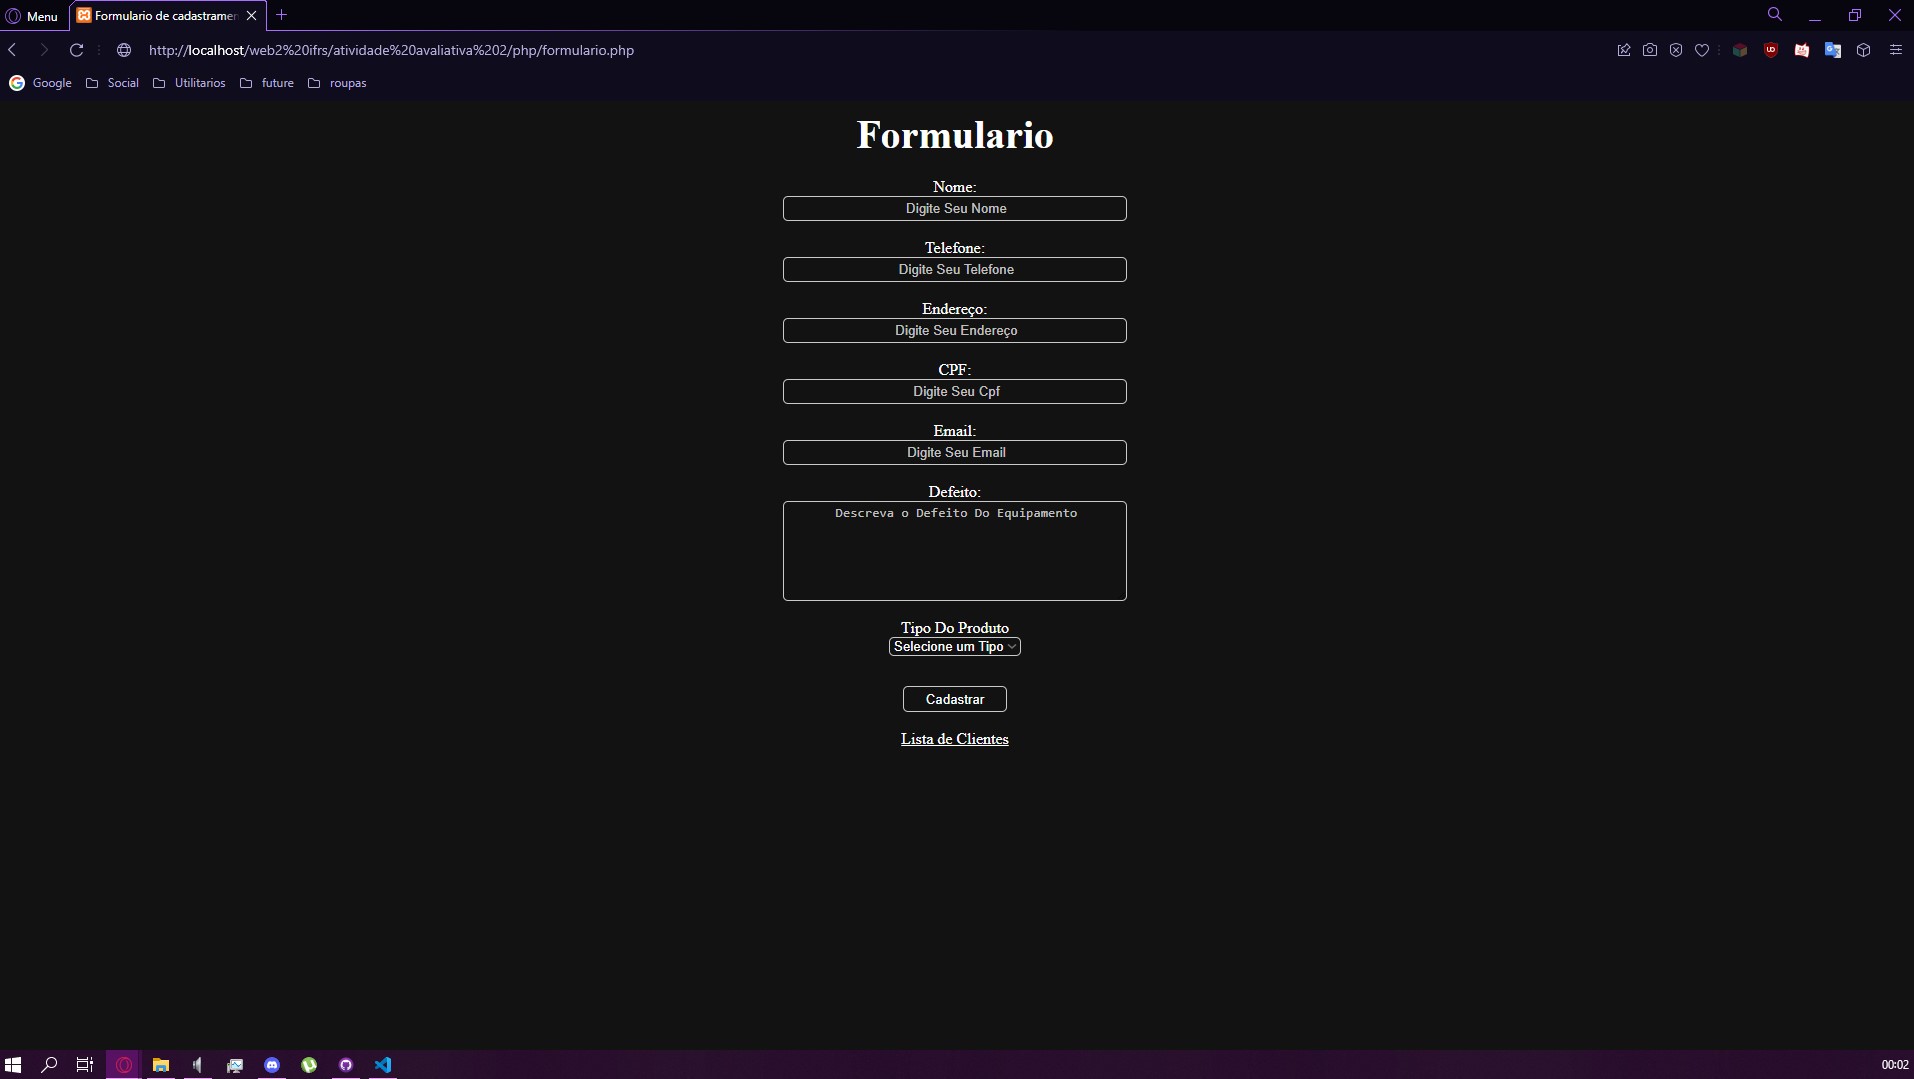 Menu
Formulario de cadastramen
http://localhost/web2%20ifrs/atividade%20avaliativa%202/php/formulario.php
Google
Social
Utilitarios
future
roupas
Formulario
Nome:
Digite Seu Nome
Telefone:
Digite Seu Telefone
Endereço:
Digite Seu Endereço
CPF:
Digite Seu Cpf
Email:
Digite Seu Email
Defeito:
Descreva o Defeito Do Equipamento
Tipo Do Produto
Selecione um Tipo
Cadastrar
Lista de Clientes
00:02